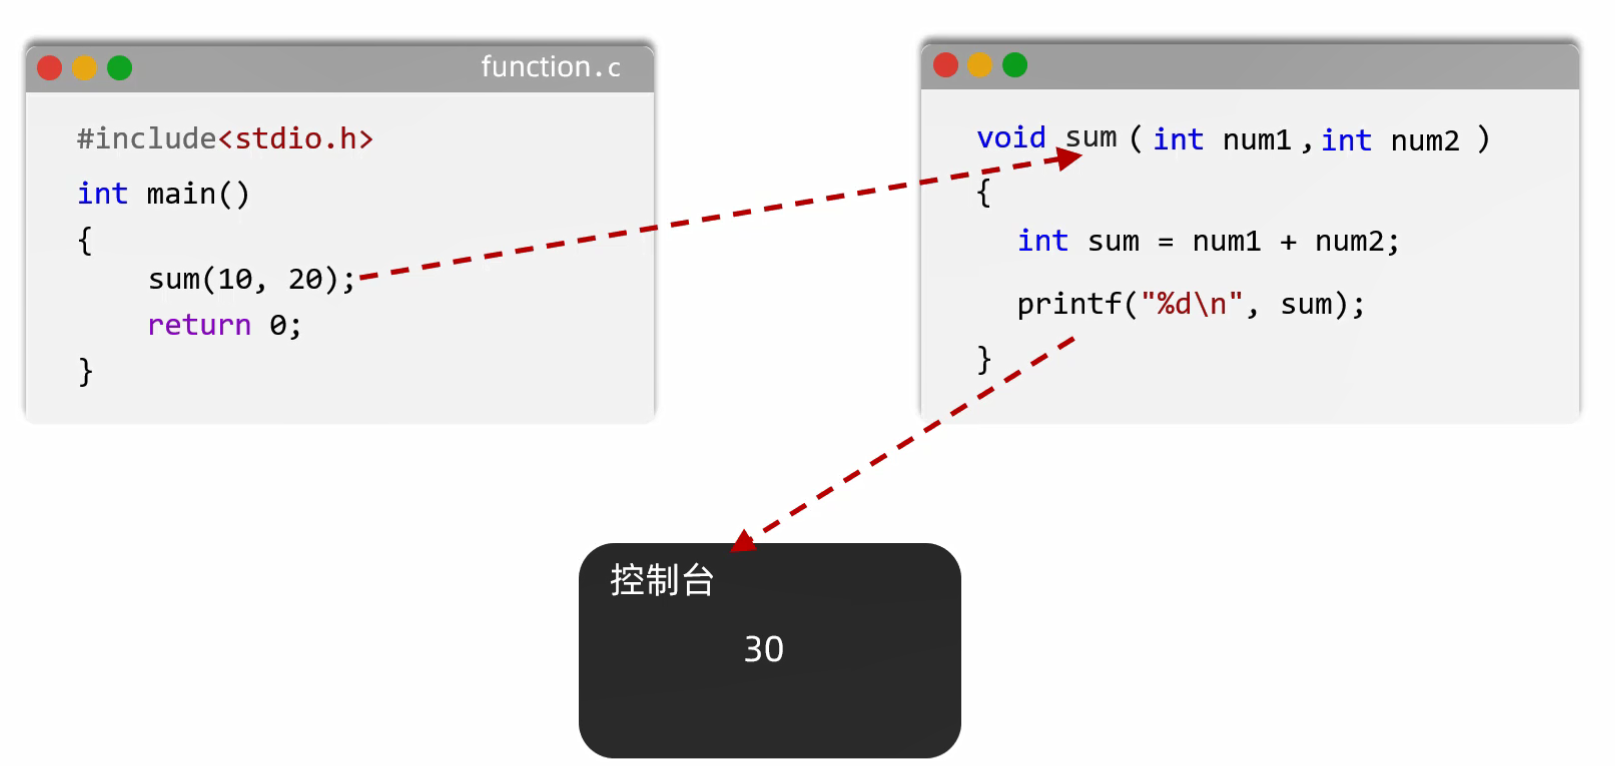 function.c
#include<stdio.h>
int main()
{
sum(10, 20);
return 0;
}
void sum ( int num1 , int num2 )
{
int sum = num1 + num2;
printf("%d\n", sum);
}
控制台
30